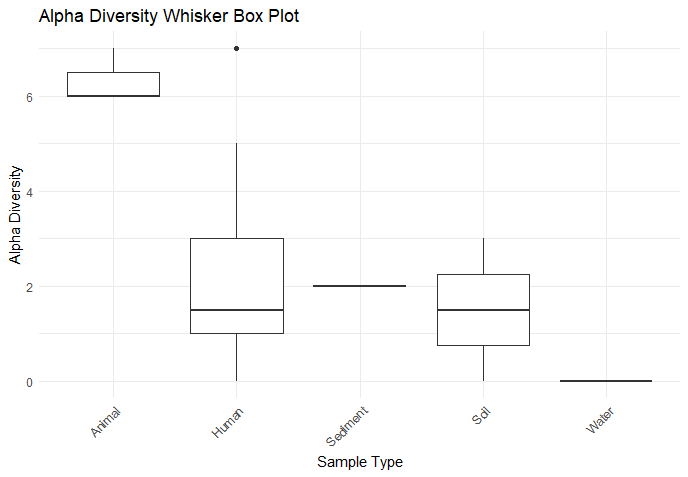 Alpha Diversity Whisker Box Plot
Alpha Diversity
6
4
2
0
Animal
Human
Sediment
Soil
Water
Sample Type